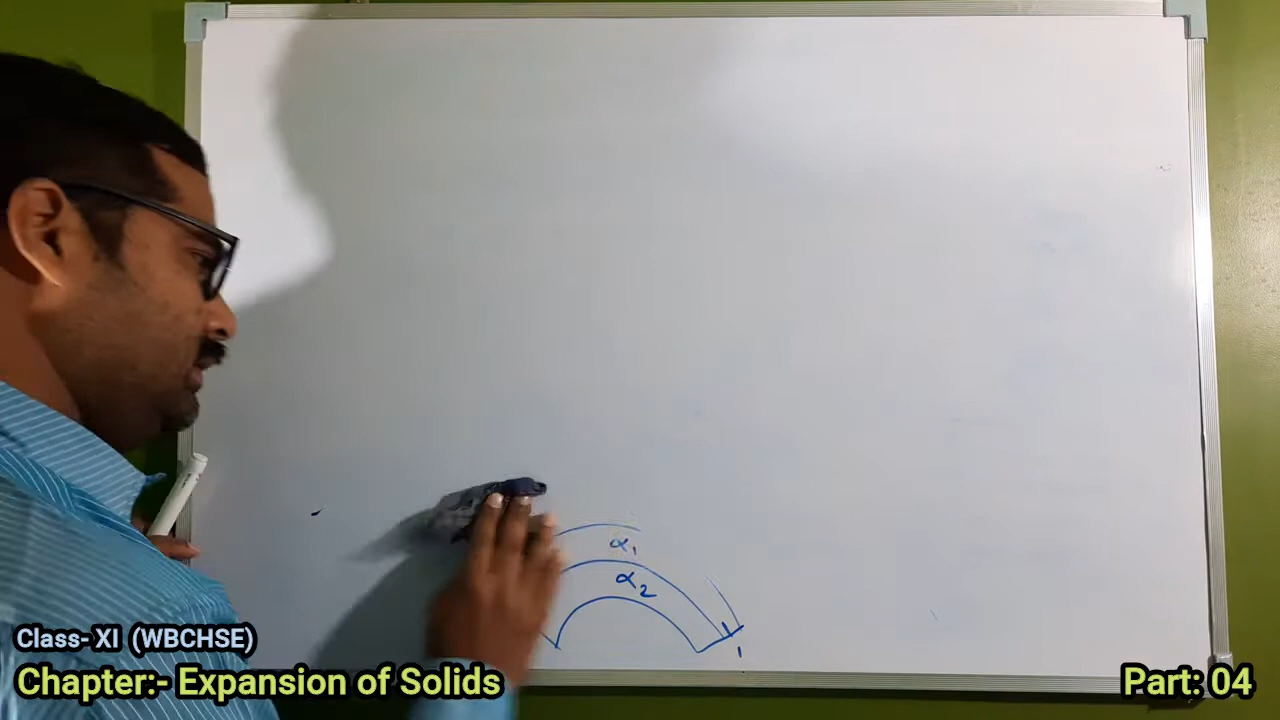 α₁
α₂
Class- XI (WBCHSE)
Chapter:- Expansion of Solids
Part: 04